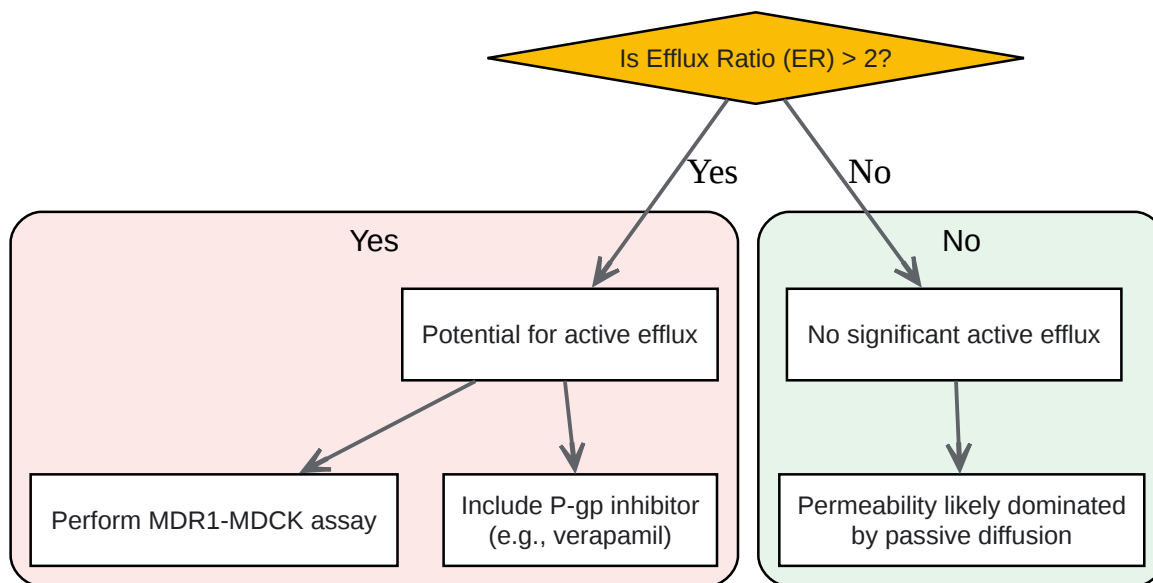 Is Efflux Ratio (ER) > 2?
Yes
No
Yes
No
Potential for active efflux
No significant active efflux
Perform MDR1-MDCK assay
Include P-gp inhibitor
(e.g., verapamil)
Permeability likely dominated
by passive diffusion